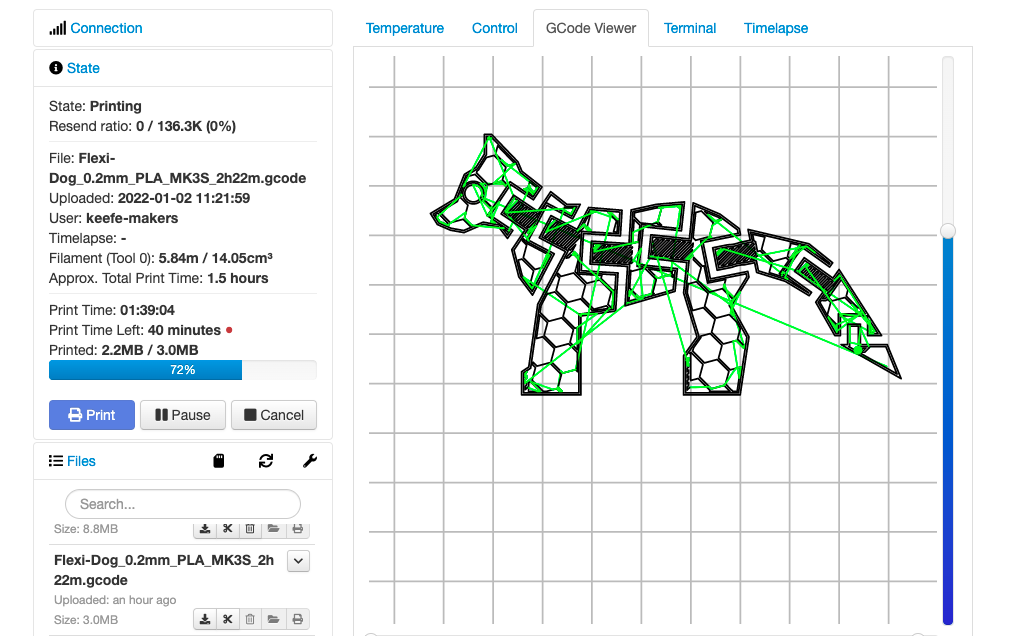 Connection
State
State: Printing
Resend ratio: 0 / 136.3K (0%)
File: Flexi-
Dog_0.2mm_PLA_MK3S_2h22m.gcode
Uploaded: 2022-01-02 11:21:59
User: keefe-makers
Timelapse: -
Filament (Tool 0): 5.84m / 14.05cm³
Approx. Total Print Time: 1.5 hours
Print Time: 01:39:04
Print Time Left: 40 minutes
Printed: 2.2MB / 3.0MB
72%
Print Pause Cancel
Files
Search...
Size: 8.8MB
Flexi-Dog_0.2mm_PLA_MK3S_2h
22m.gcode
Uploaded: an hour ago
Size: 3.0MB
Temperature Control GCode Viewer Terminal Timelapse